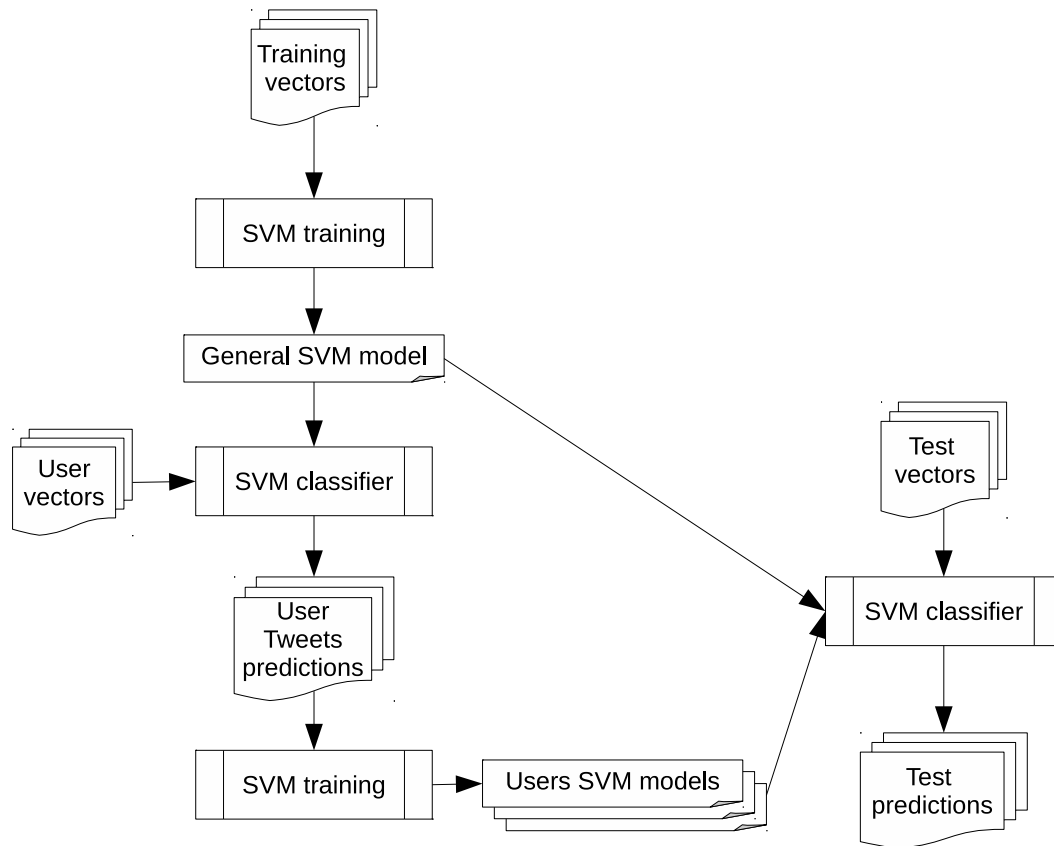 Training
vectors
SVM training
General SVM model
User
vectors
SVM classifier
User
Tweets
predictions
SVM training
Users SVM models
Test
vectors
SVM classifier
Test
predictions